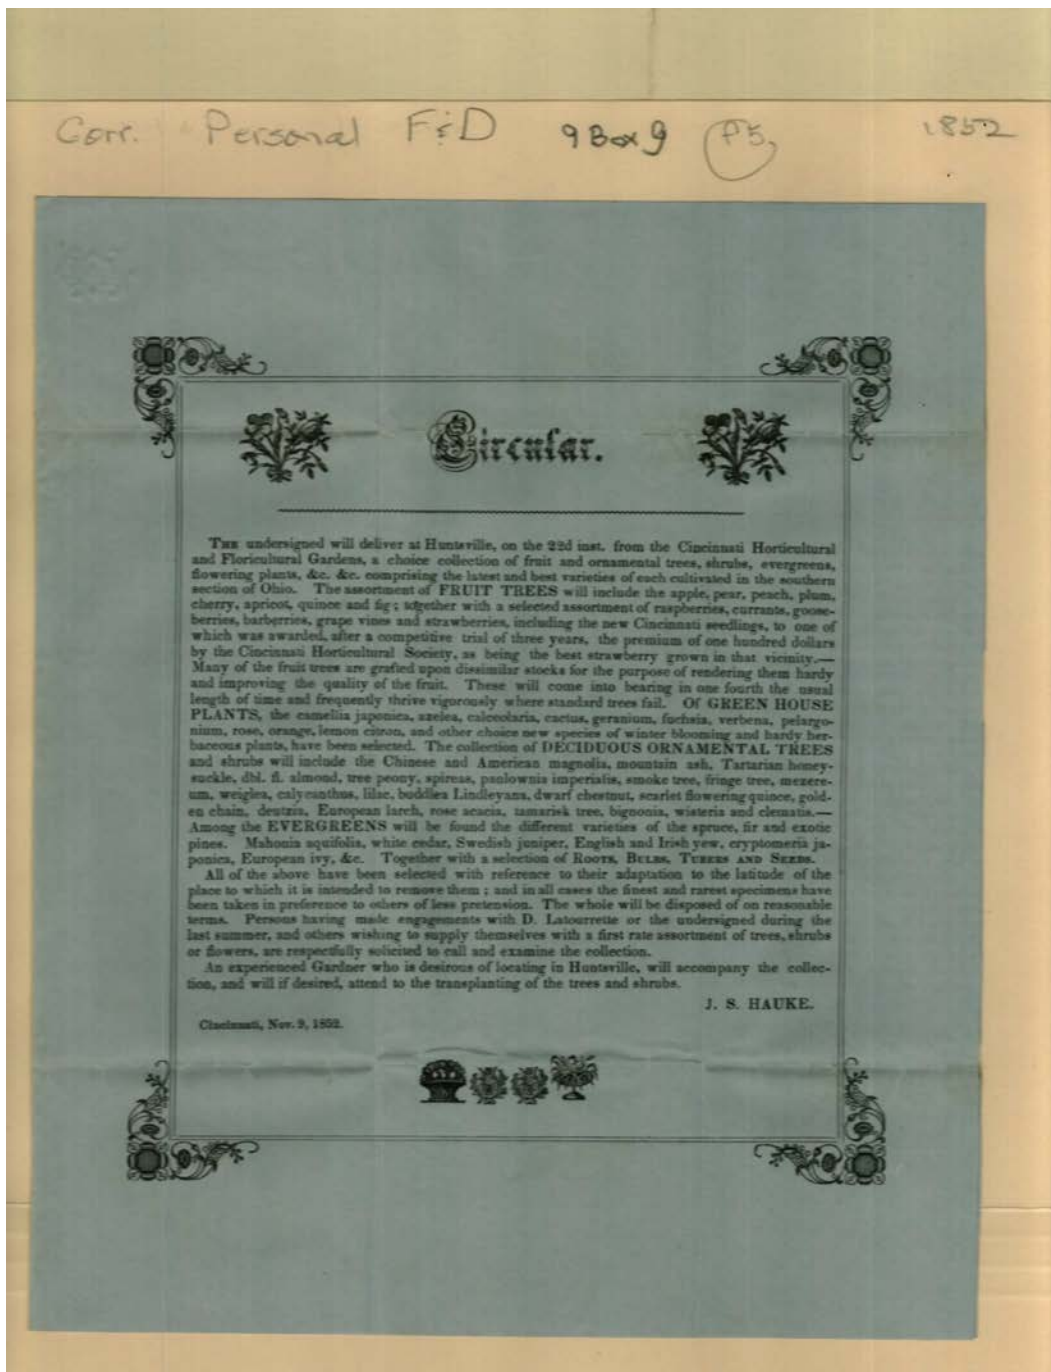 Corr. Personal F&D 9 Box 9 P5. 1852
Circular.
THE undersigned will deliver at Huntsville, on the 22d inst. from the Cincinnati Horticultural
and Floricultural Gardens, a choice collection of fruit and ornamental trees, shrubs, evergreens,
flowering plants, &c. &c. comprising the latest and best varieties of each cultivated in the southern
section of Ohio. The assortment of FRUIT TREES will include the apple, pear, peach, plum,
cherry, apricot, quince and fig; together with a selected assortment of raspberries, currants, goose-
berries, barberries, grape vines and strawberries, including the new Cincinnati seedlings, to one of
which was awarded, after a competitive trial of three years, the premium of one hundred dollars
by the Cincinnati Horticultural Society, as being the best strawberry grown in that vicinity.—
Many of the fruit trees are grafted upon dissimilar stocks for the purpose of rendering them hardy
and improving the quality of the fruit. These will come into bearing in one fourth the usual
length of time and frequently thrive vigorously where standard trees fail. Of GREEN HOUSE
PLANTS, the camellia japonica, azelea, calceolaria, cactus, geranium, fuchsia, verbena, pelargo-
nium, rose, orange, lemon citron, and other choice new species of winter blooming and hardy her-
baceous plants, have been selected. The collection of DECIDUOUS ORNAMENTAL TREES
and shrubs will include the Chinese and American magnolia, mountain ash, Tartarian honey-
suckle, dbl. fl. almond, tree peony, spireas, paulownia imperialis, smoke tree, fringe tree, mezere-
um, weiglea, calycanthus, lilac, buddlea Lindleyana, dwarf chestnut, scarlet flowering quince, gold-
en chain, deutzia, European larch, rose acacia, tamarisk tree, bignonia, wisteria and clematis.—
Among the EVERGREENS will be found the different varieties of the spruce, fir and exotic
pines. Mahonia aquifolia, white cedar, Swedish juniper, English and Irish yew, cryptomeria ja-
ponica, European ivy, &c. Together with a selection of ROOTS, BULBS, TUBERS AND SEEDS.
All of the above have been selected with reference to their adaptation to the latitude of the
place to which it is intended to remove them; and in all cases the finest and rarest specimens have
been taken in preference to others of less pretension. The whole will be disposed of on reasonable
terms. Persons having made engagements with D. Latourrette or the undersigned during the
last summer, and others wishing to supply themselves with a first rate assortment of trees, shrubs
or flowers, are respectfully solicited to call and examine the collection.
An experienced Gardner who is desirous of locating in Huntsville, will accompany the collec-
tion, and will if desired, attend to the transplanting of the trees and shrubs.
J. S. HAUKE.
Cincinnati, Nov. 9, 1852.